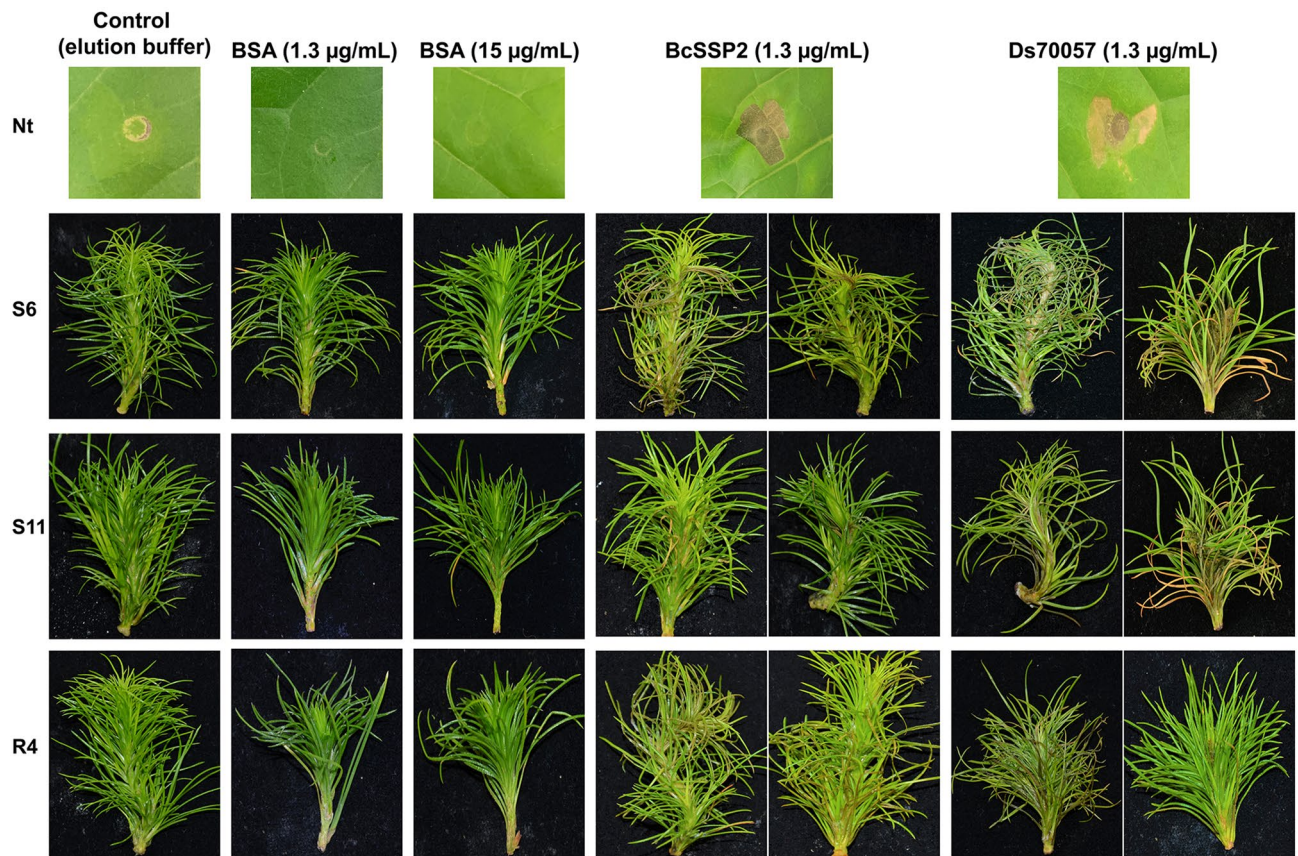 Control
(elution buffer)
BSA (1.3 µg/mL)
BSA (15 µg/mL)
BcSSP2 (1.3 µg/mL)
Ds70057 (1.3 µg/mL)
Nt
S6
S11
R4